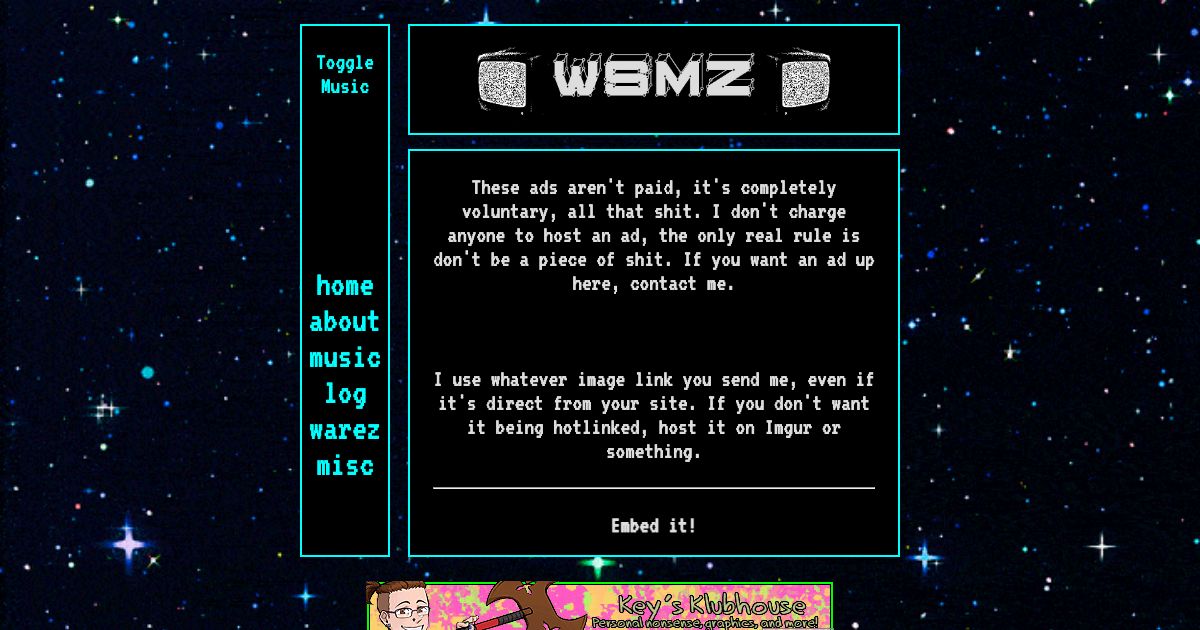 Toggle
Music
home
about
music
log
warez
misc
W8MZ
These ads aren't paid, it's completely
voluntary, all that shit. I don't charge
anyone to host an ad, the only real rule is
don't be a piece of shit. If you want an ad up
here, contact me.
I use whatever image link you send me, even if
it's direct from your site. If you don't want
it being hotlinked, host it on Imgur or
something.
Embed it!
Key's Klubhouse
Personal nonsense, graphics, and more!